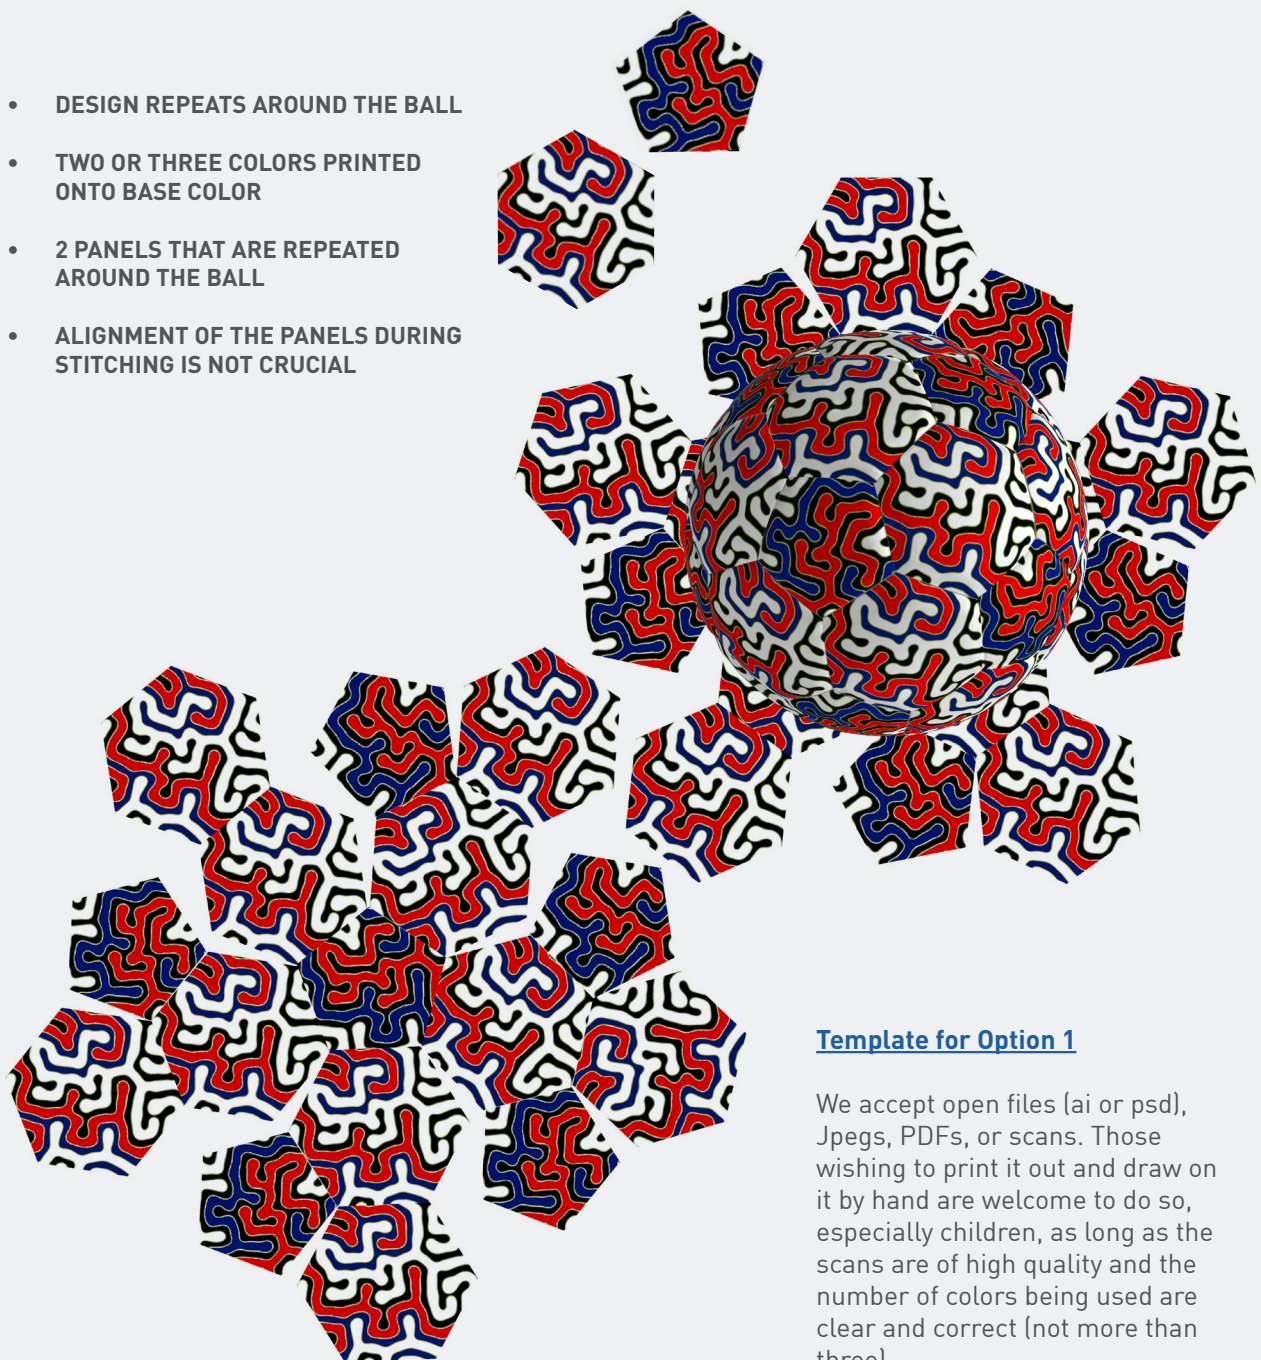 • DESIGN REPEATS AROUND THE BALL
• TWO OR THREE COLORS PRINTED
ONTO BASE COLOR
• 2 PANELS THAT ARE REPEATED
AROUND THE BALL
• ALIGNMENT OF THE PANELS DURING
STITCHING IS NOT CRUCIAL
Template for Option 1
We accept open files (ai or psd),
Jpegs, PDFs, or scans. Those
wishing to print it out and draw on
it by hand are welcome to do so,
especially children, as long as the
scans are of high quality and the
number of colors being used are
clear and correct (not more than
three)